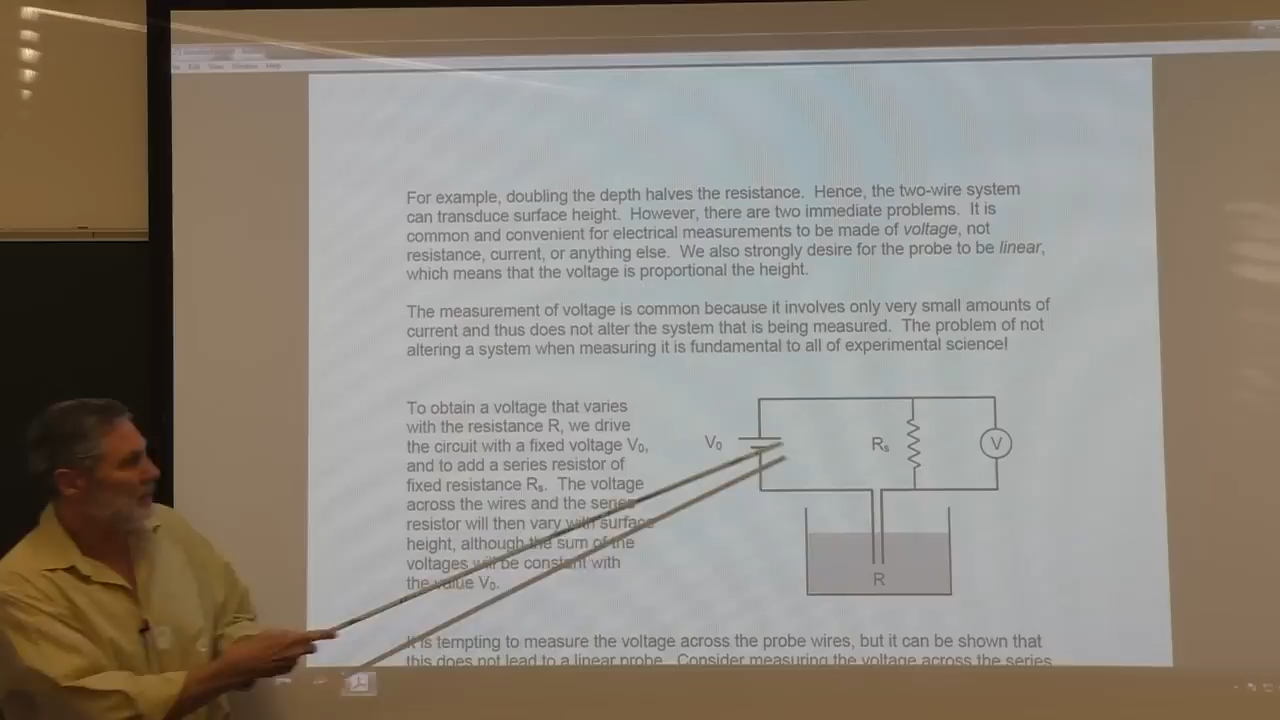 Edit View Window Help
For example, doubling the depth halves the resistance. Hence, the two-wire system
can transduce surface height. However, there are two immediate problems. It is
common and convenient for electrical measurements to be made of voltage, not
resistance, current, or anything else. We also strongly desire for the probe to be linear,
which means that the voltage is proportional the height.
The measurement of voltage is common because it involves only very small amounts of
current and thus does not alter the system that is being measured. The problem of not
altering a system when measuring it is fundamental to all of experimental science!
To obtain a voltage that varies
with the resistance R, we drive
the circuit with a fixed voltage V₀,
and to add a series resistor of
fixed resistance Rₛ. The voltage
across the wires and the series
resistor will then vary with surface
height, although the sum of the
voltages will be constant with
the value V₀.
V₀
Rₛ
V
R
It is tempting to measure the voltage across the probe wires, but it can be shown that
this does not lead to a linear probe. Consider measuring the voltage across the series